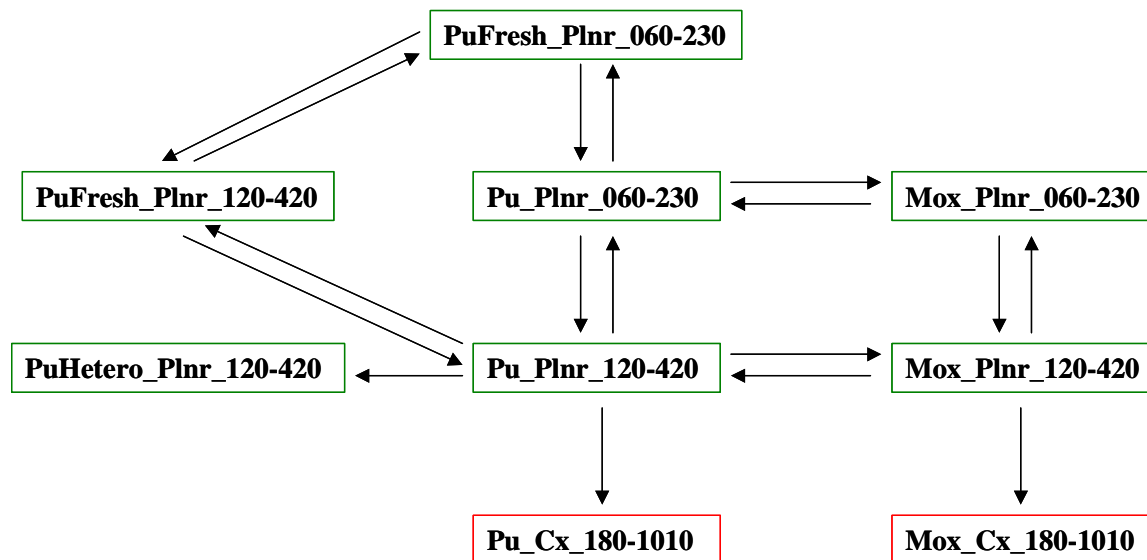 PuFresh_Plnr_060-230
PuFresh_Plnr_120-420
Pu_Plnr_060-230
Mox_Plnr_060-230
PuHetero_Plnr_120-420
Pu_Plnr_120-420
Mox_Plnr_120-420
Pu_Cx_180-1010
Mox_Cx_180-1010